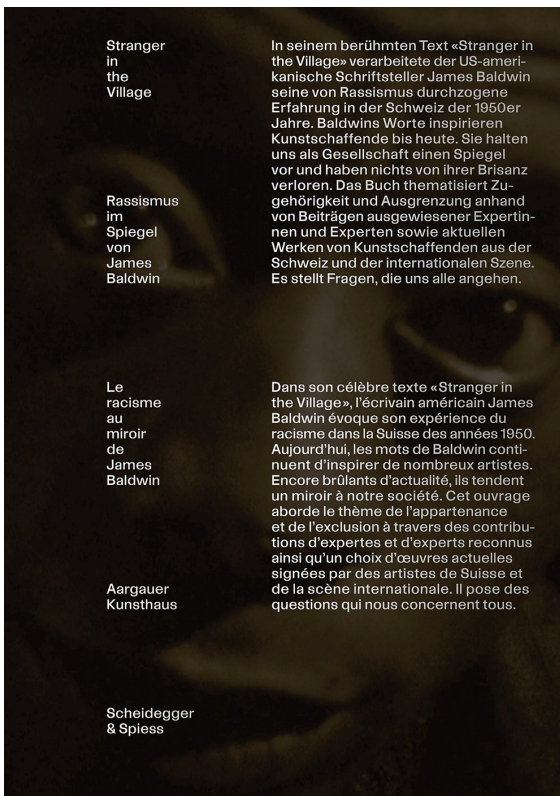 Stranger
in
the
Village
Rassismus
im
Spiegel
von
James
Baldwin
In seinem berühmten Text «Stranger in
the Village» verarbeitete der US-ameri-
kanische Schriftsteller James Baldwin
seine von Rassismus durchzogene
Erfahrung in der Schweiz der 1950er
Jahre. Baldwins Worte inspirieren
Kunstschaffende bis heute. Sie halten
uns als Gesellschaft einen Spiegel
vor und haben nichts von ihrer Brisanz
verloren. Das Buch thematisiert Zu-
gehörigkeit und Ausgrenzung anhand
von Beiträgen ausgewiesener Expertin-
nen und Experten sowie aktuellen
Werken von Kunstschaffenden aus der
Schweiz und der internationalen Szene.
Es stellt Fragen, die uns alle angehen.
Le
racisme
au
miroir
de
James
Baldwin
Dans son célèbre texte «Stranger in
the Village», l’écrivain américain James
Baldwin évoque son expérience du
racisme dans la Suisse des années 1950.
Aujourd’hui, les mots de Baldwin conti-
nuent d’inspirer de nombreux artistes.
Encore brûlants d’actualité, ils tendent
un miroir à notre société. Cet ouvrage
aborde le thème de l’appartenance
et de l’exclusion à travers des contribu-
tions d’expertes et d’experts reconnus
ainsi qu’un choix d’œuvres actuelles
signées par des artistes de Suisse et
de la scène internationale. Il pose des
questions qui nous concernent tous.
Aargauer
Kunsthaus
Scheidegger
& Spiess